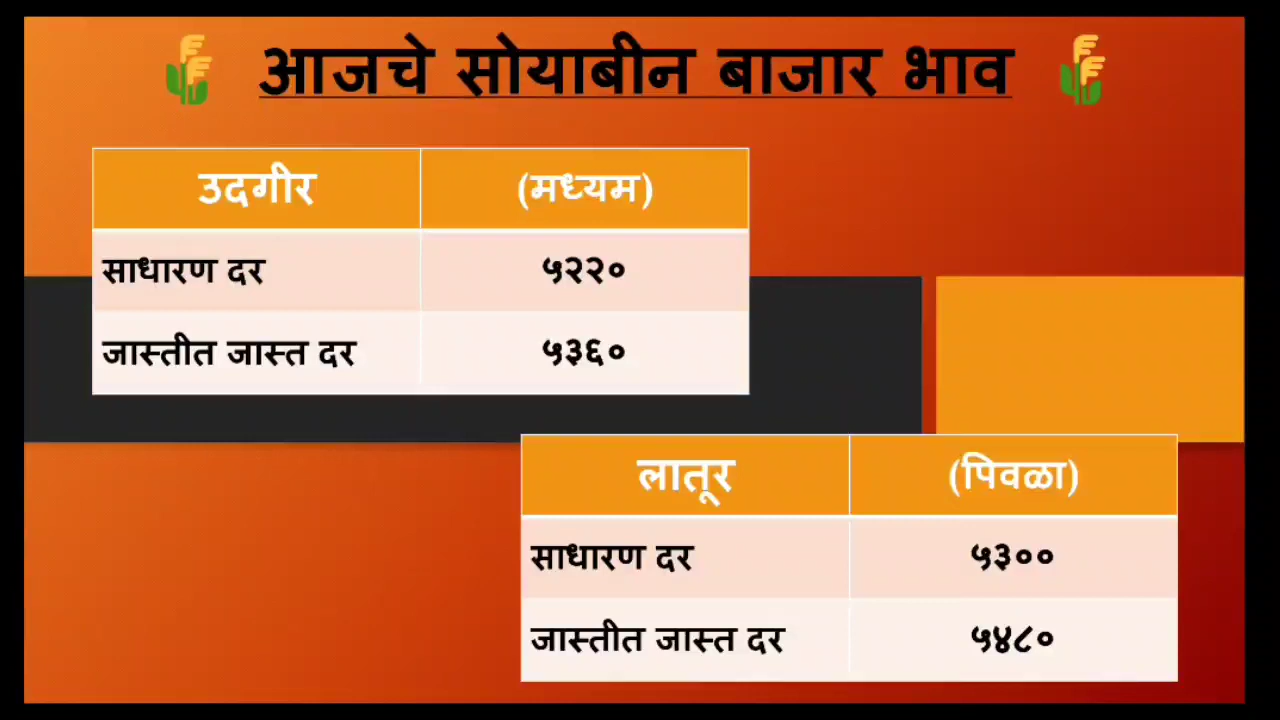 आजचे सोयाबीन बाजार भाव
उदगीर (मध्यम)
साधारण दर ५२२०
जास्तीत जास्त दर ५३६०
लातूर (पिवळा)
साधारण दर ५३००
जास्तीत जास्त दर ५४८०